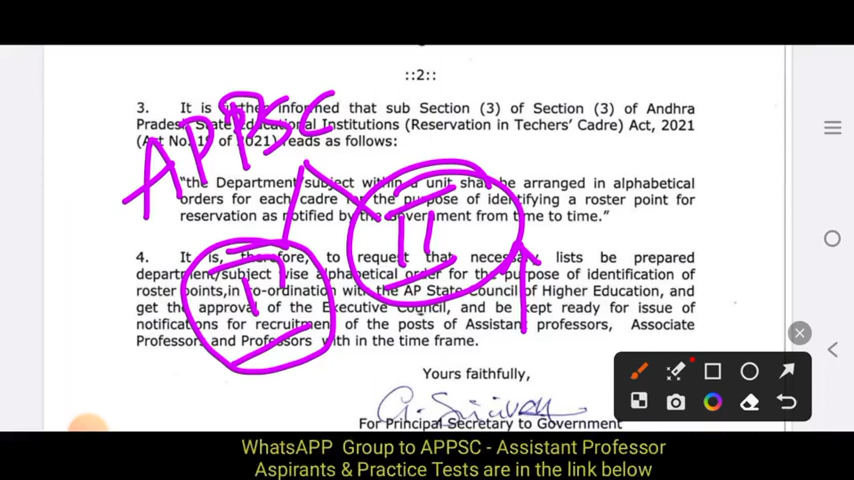 ::2::
APPSC
3. It is further informed that sub Section (3) of Section (3) of Andhra
Pradesh State Educational Institutions (Reservation in Techers' Cadre) Act, 2021
(Act No. of 2021) reads as follows:
"the Department/subject within a unit shall be arranged in alphabetical
orders for each cadre for the purpose of identifying a roster point for
reservation as notified by the Government from time to time."
II
4. It is, therefore, to request that necessary lists be prepared
department/subject wise alphabetical order for the purpose of identification of
roster points,in co-ordination with the AP State Council of Higher Education, and
get the approval of the Executive Council, and be kept ready for issue of
notifications for recruitment of the posts of Assistant professors, Associate
Professors and Professors with in the time frame.
Yours faithfully,
For Principal Secretary to Government
WhatsAPP Group to APPSC - Assistant Professor
Aspirants & Practice Tests are in the link below